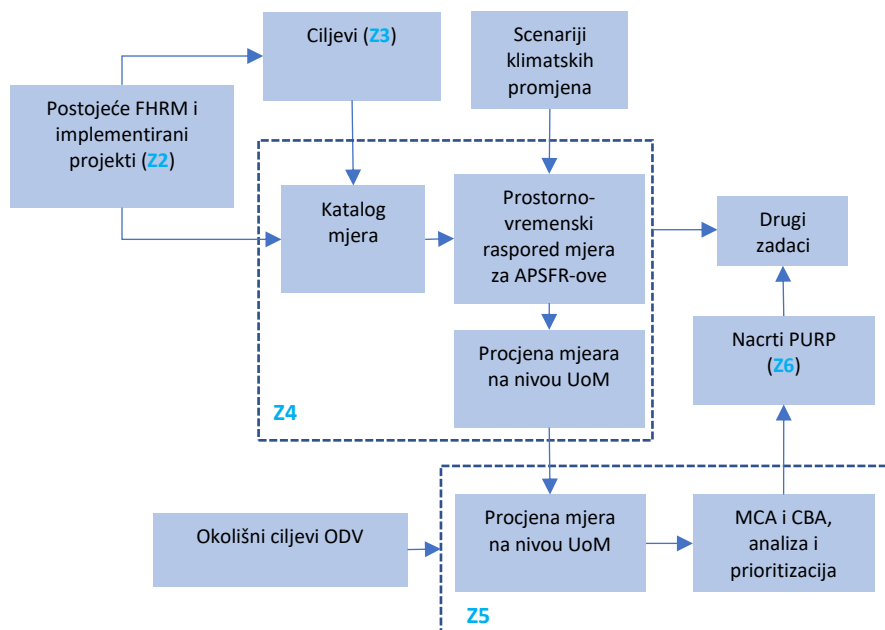 Ciljevi (Z3)
Scenariji
klimatskih
promjena
Postojeće FHRM i
implementirani
projekti (Z2)
Katalog
mjera
Prostorno-
vremenski
raspored mjera
za APSFR-ove
Drugi
zadaci
Procjena mjeara
na nivou UoM
Nacrti PURP
(Z6)
Z4
Okolišni ciljevi ODV
Procjena mjera
na nivou UoM
MCA i CBA,
analiza i
prioritizacija
Z5